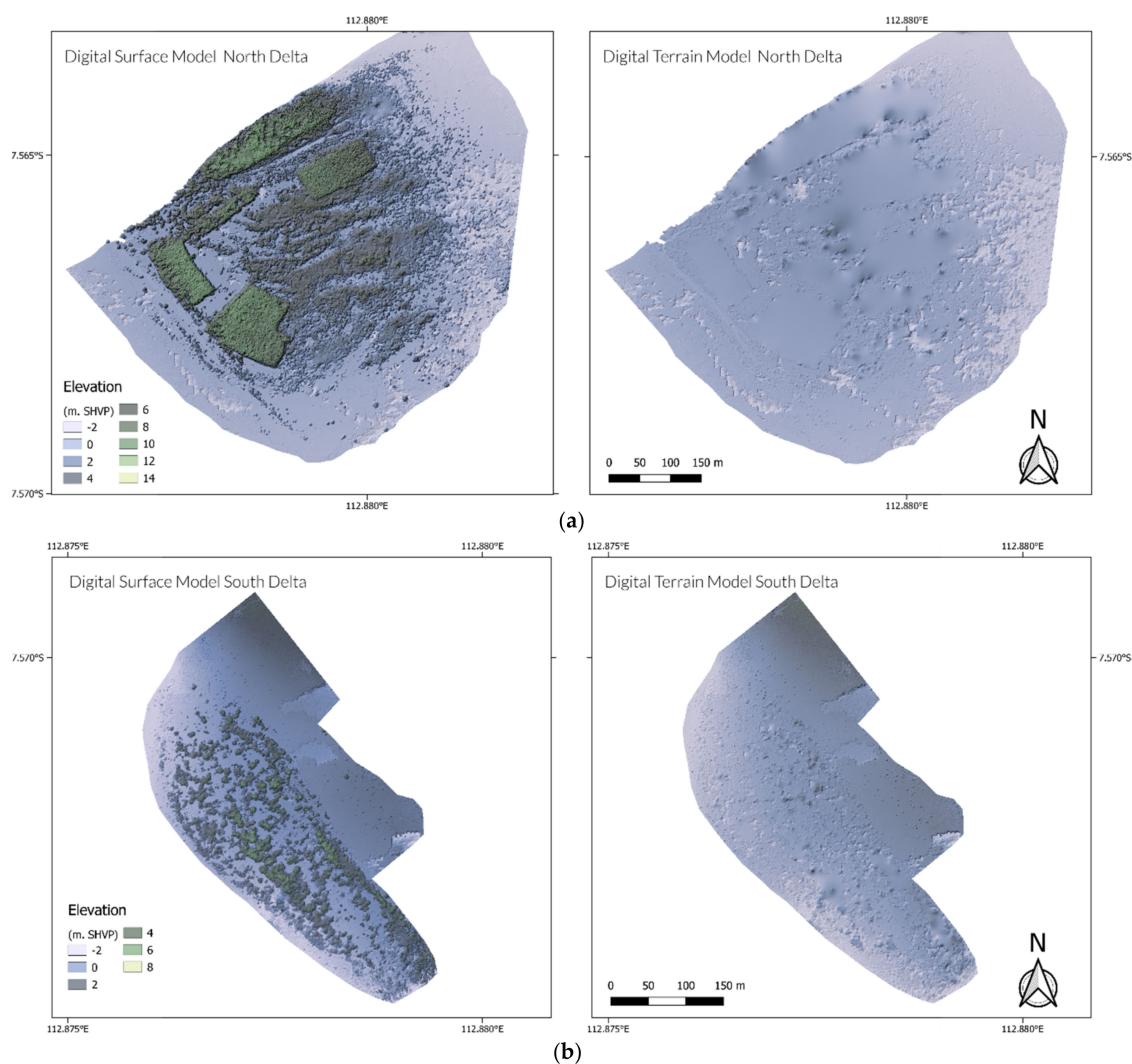 112.880°E 112.880°E
Digital Surface Model North Delta Digital Terrain Model North Delta
7.565°S 7.565°S
Elevation
(m. SHVP) 6
-2 8
0 10
2 12
4 14
N
0 50 100 150 m
7.570°S
112.880°E 112.880°E
(a)
112.875°E 112.880°E 112.875°E 112.880°E
Digital Surface Model South Delta Digital Terrain Model South Delta
7.570°S 7.570°S
Elevation
(m. SHVP) 4
-2 6
0 8
2
N
0 50 100 150 m
112.875°E 112.880°E 112.875°E 112.880°E
(b)